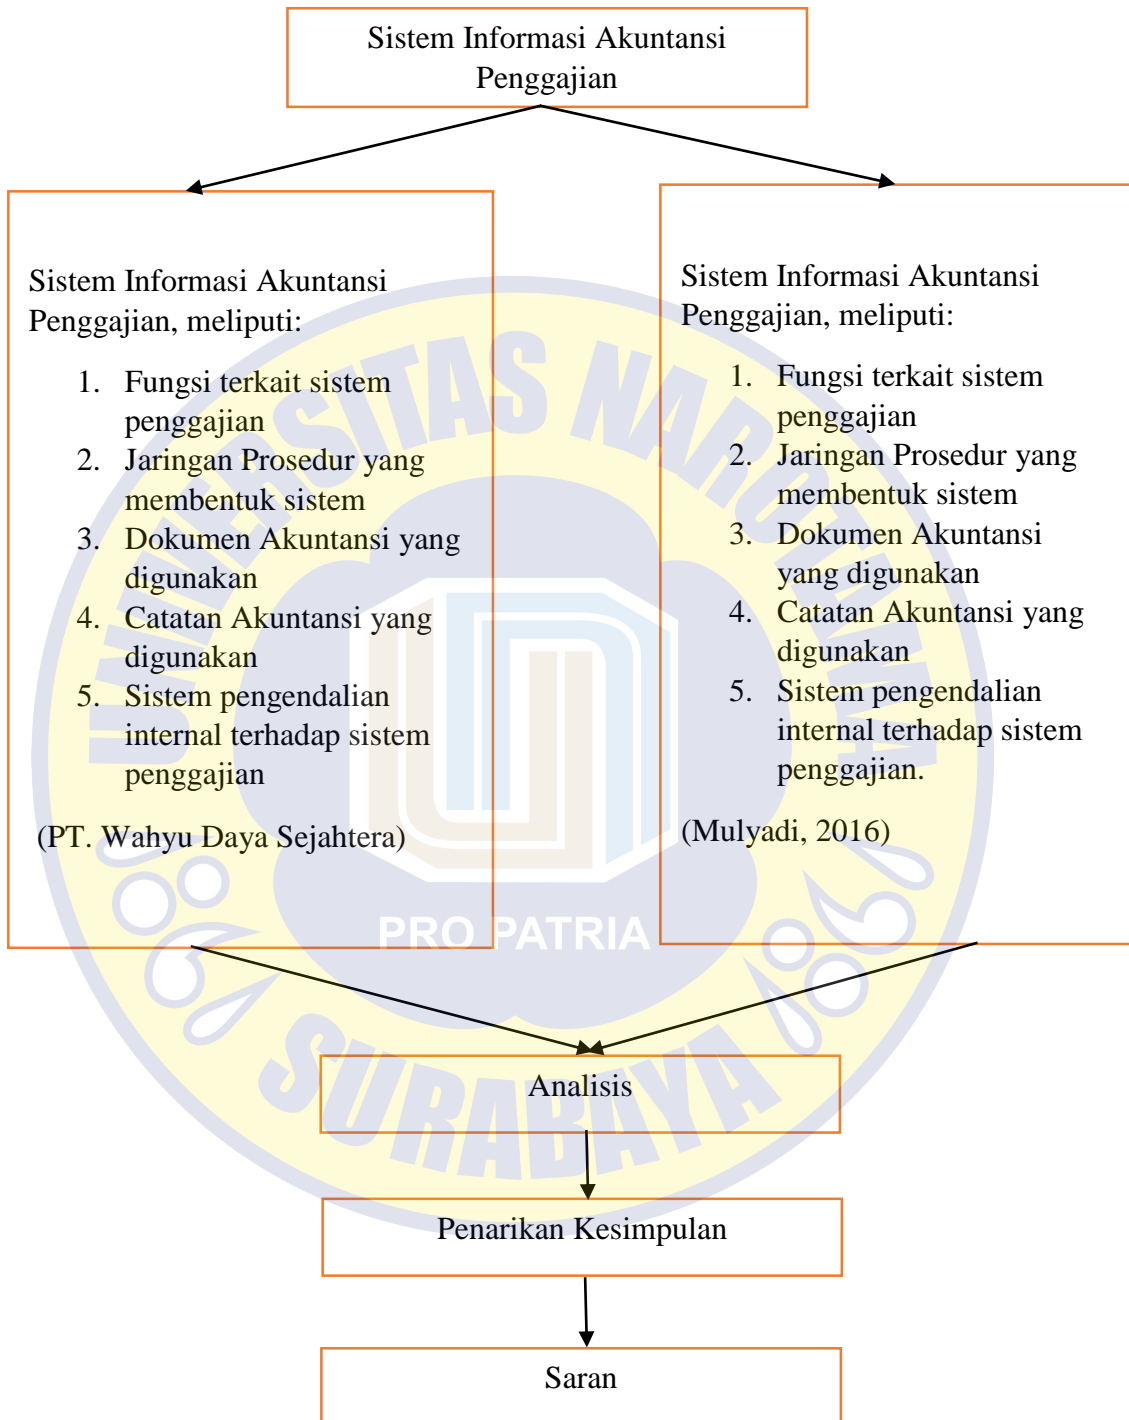 Sistem Informasi Akuntansi
Penggajian
Sistem Informasi Akuntansi
Penggajian, meliputi:
1. Fungsi terkait sistem
penggajian
2. Jaringan Prosedur yang
membentuk sistem
3. Dokumen Akuntansi yang
digunakan
4. Catatan Akuntansi yang
digunakan
5. Sistem pengendalian
internal terhadap sistem
penggajian
(PT. Wahyu Daya Sejahtera)
Sistem Informasi Akuntansi
Penggajian, meliputi:
1. Fungsi terkait sistem
penggajian
2. Jaringan Prosedur yang
membentuk sistem
3. Dokumen Akuntansi
yang digunakan
4. Catatan Akuntansi yang
digunakan
5. Sistem pengendalian
internal terhadap sistem
penggajian.
(Mulyadi, 2016)
Analisis
Penarikan Kesimpulan
Saran
UNIVERSITAS NAROTAMA
PRO PATRIA
SURABAYA